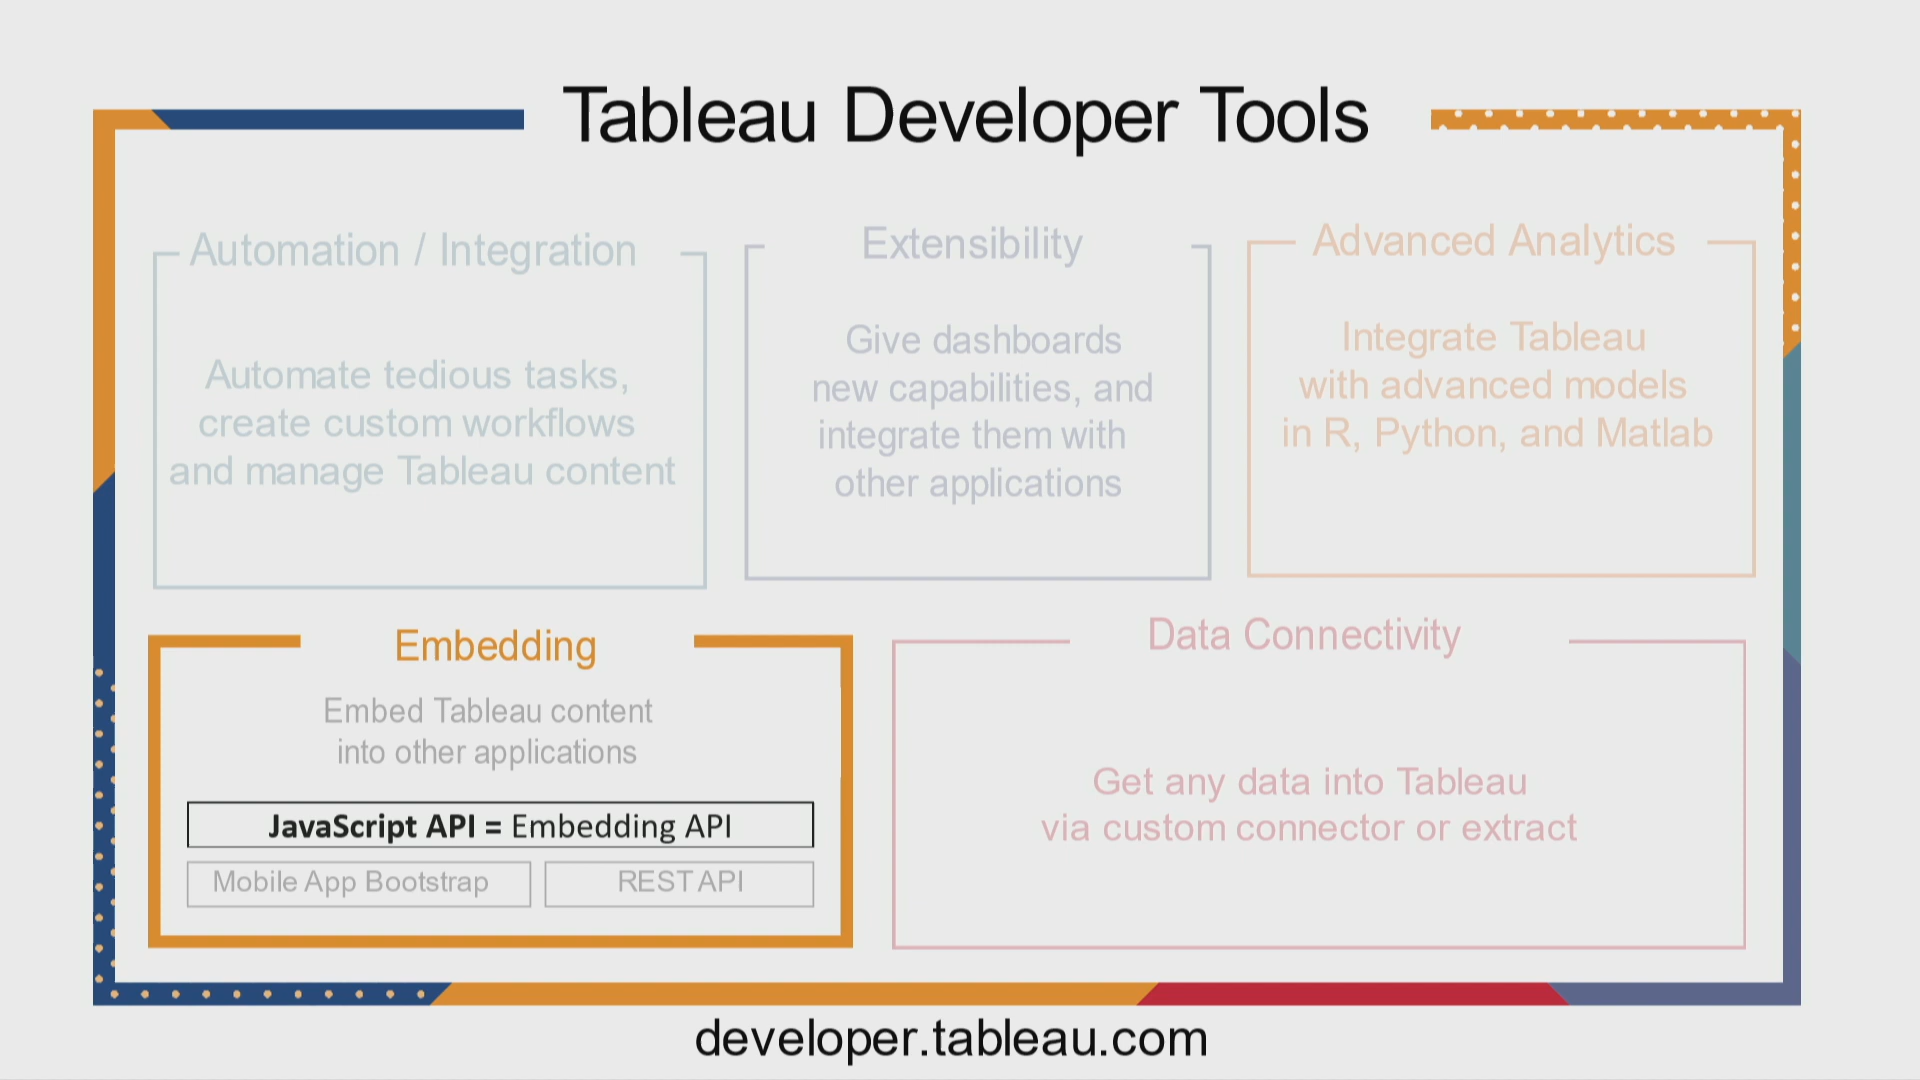 Tableau Developer Tools
Automation / Integration
Automate tedious tasks,
create custom workflows
and manage Tableau content
Extensibility
Give dashboards
new capabilities, and
integrate them with
other applications
Advanced Analytics
Integrate Tableau
with advanced models
in R, Python, and Matlab
Embedding
Embed Tableau content
into other applications
JavaScript API = Embedding API
Mobile App Bootstrap
REST API
Data Connectivity
Get any data into Tableau
via custom connector or extract
developer.tableau.com